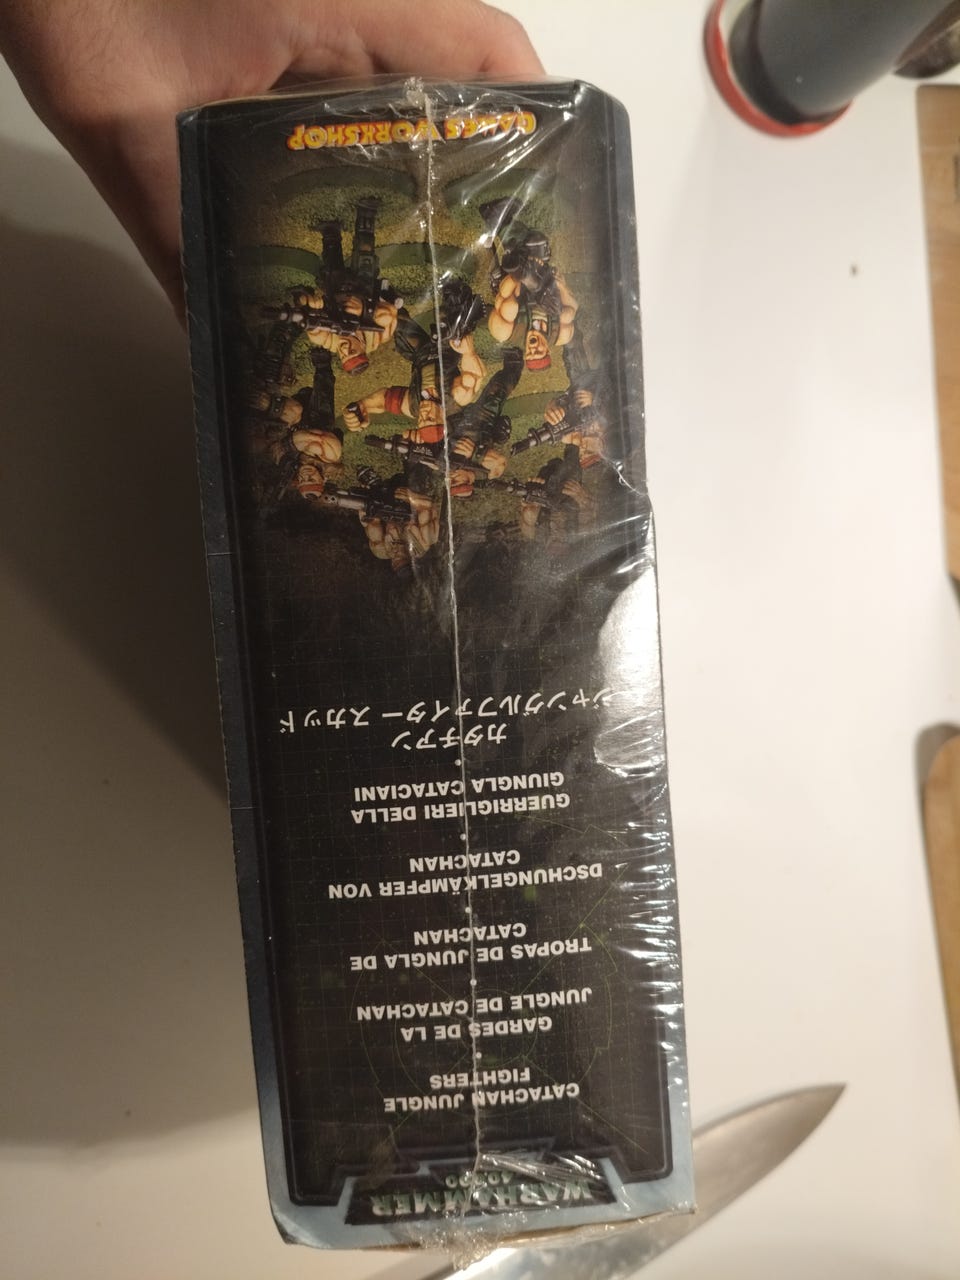 WARHAMMER
40,000
CATACHAN JUNGLE
FIGHTERS
•
GARDES DE LA
JUNGLE DE CATACHAN
•
TROPAS DE JUNGLA DE
CATACHAN
•
DSCHUNGELKÄMPFER VON
CATACHAN
•
GUERRIGLIERI DELLA
GIUNGLA CATACIANI
•
カタチアン
ジャングルファイター スカッド
GAMES WORKSHOP